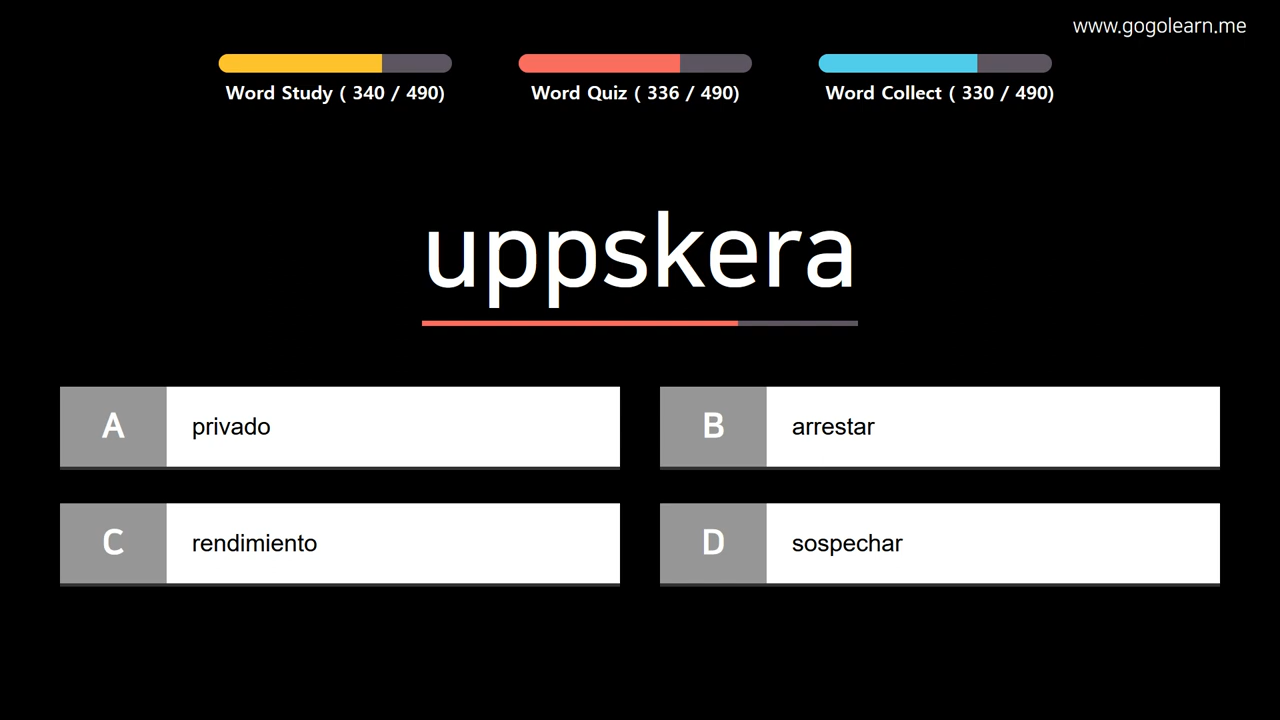 www.gogolearn.me
Word Study ( 340 / 490)
Word Quiz ( 336 / 490)
Word Collect ( 330 / 490)
uppskera
A privado
B arrestar
C rendimiento
D sospechar